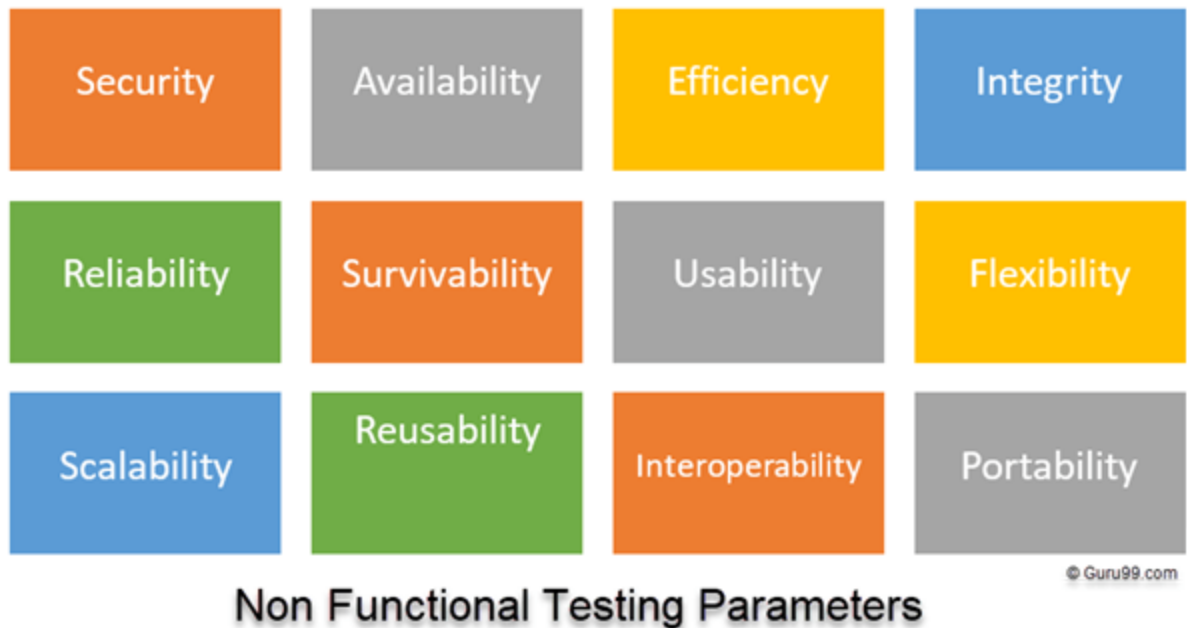 Security
Availability
Efficiency
Integrity
Reliability
Survivability
Usability
Flexibility
Scalability
Reusability
Interoperability
Portability
© Guru99.com
Non Functional Testing Parameters